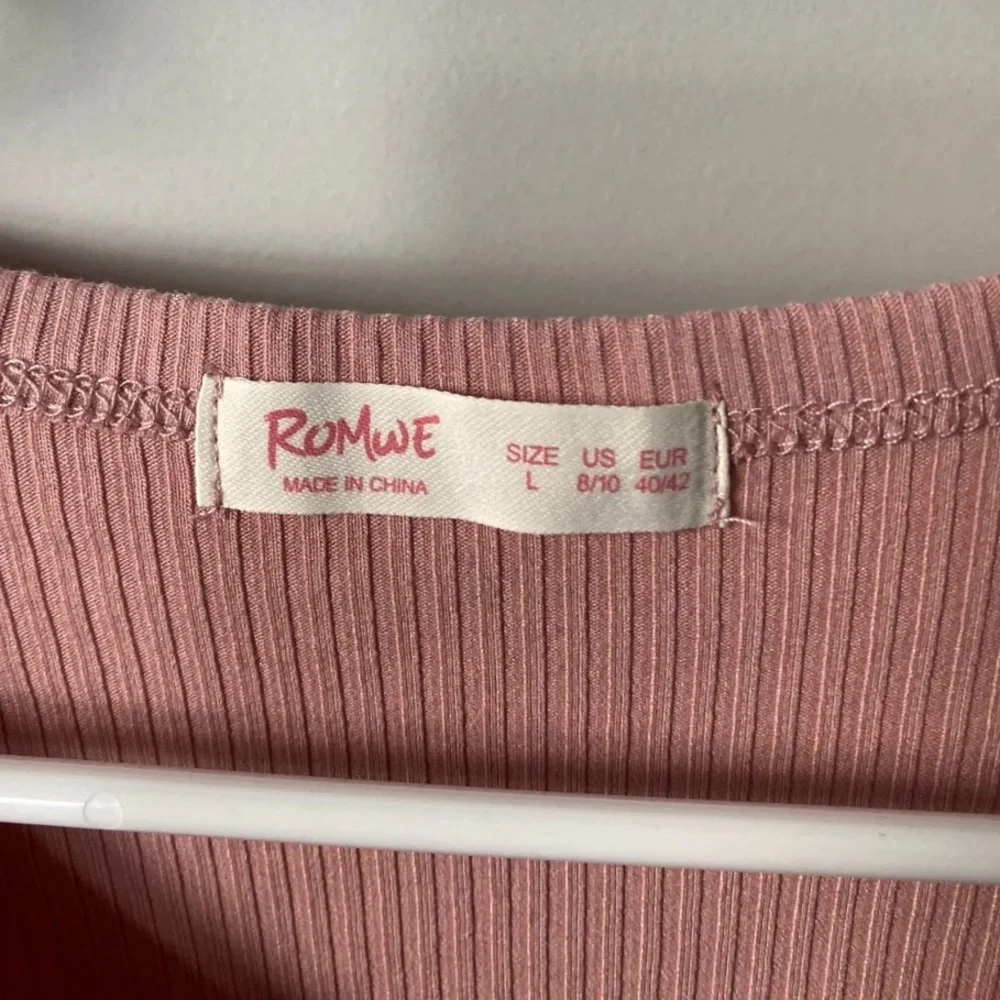 ROMWE
MADE IN CHINA
SIZE US EUR
L 8/10 40/42